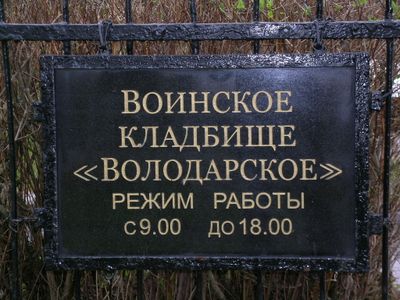 ВОИНСКОЕ
КЛАДБИЩЕ
«ВОЛОДАРСКОЕ»
РЕЖИМ РАБОТЫ
С 9.00 ДО 18.00